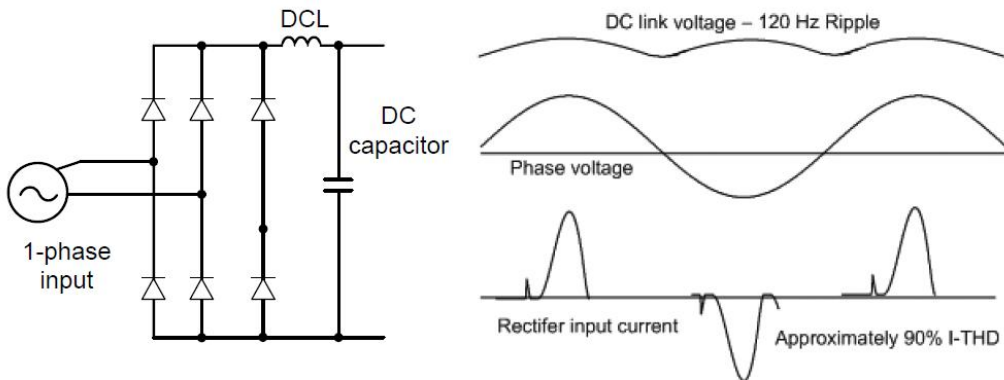 DCL
DC
capacitor
1-phase
input
DC link voltage – 120 Hz Ripple
Phase voltage
Rectifer input current
Approximately 90% I-THD